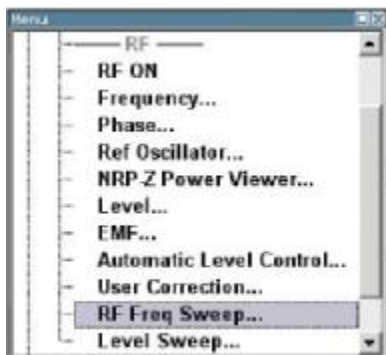 Menu
RF
RF ON
Frequency...
Phase...
Ref Oscillator...
NRP-Z Power Viewer...
Level...
EMF...
Automatic Level Control...
User Correction...
RF Freq Sweep...
Level Sweep...